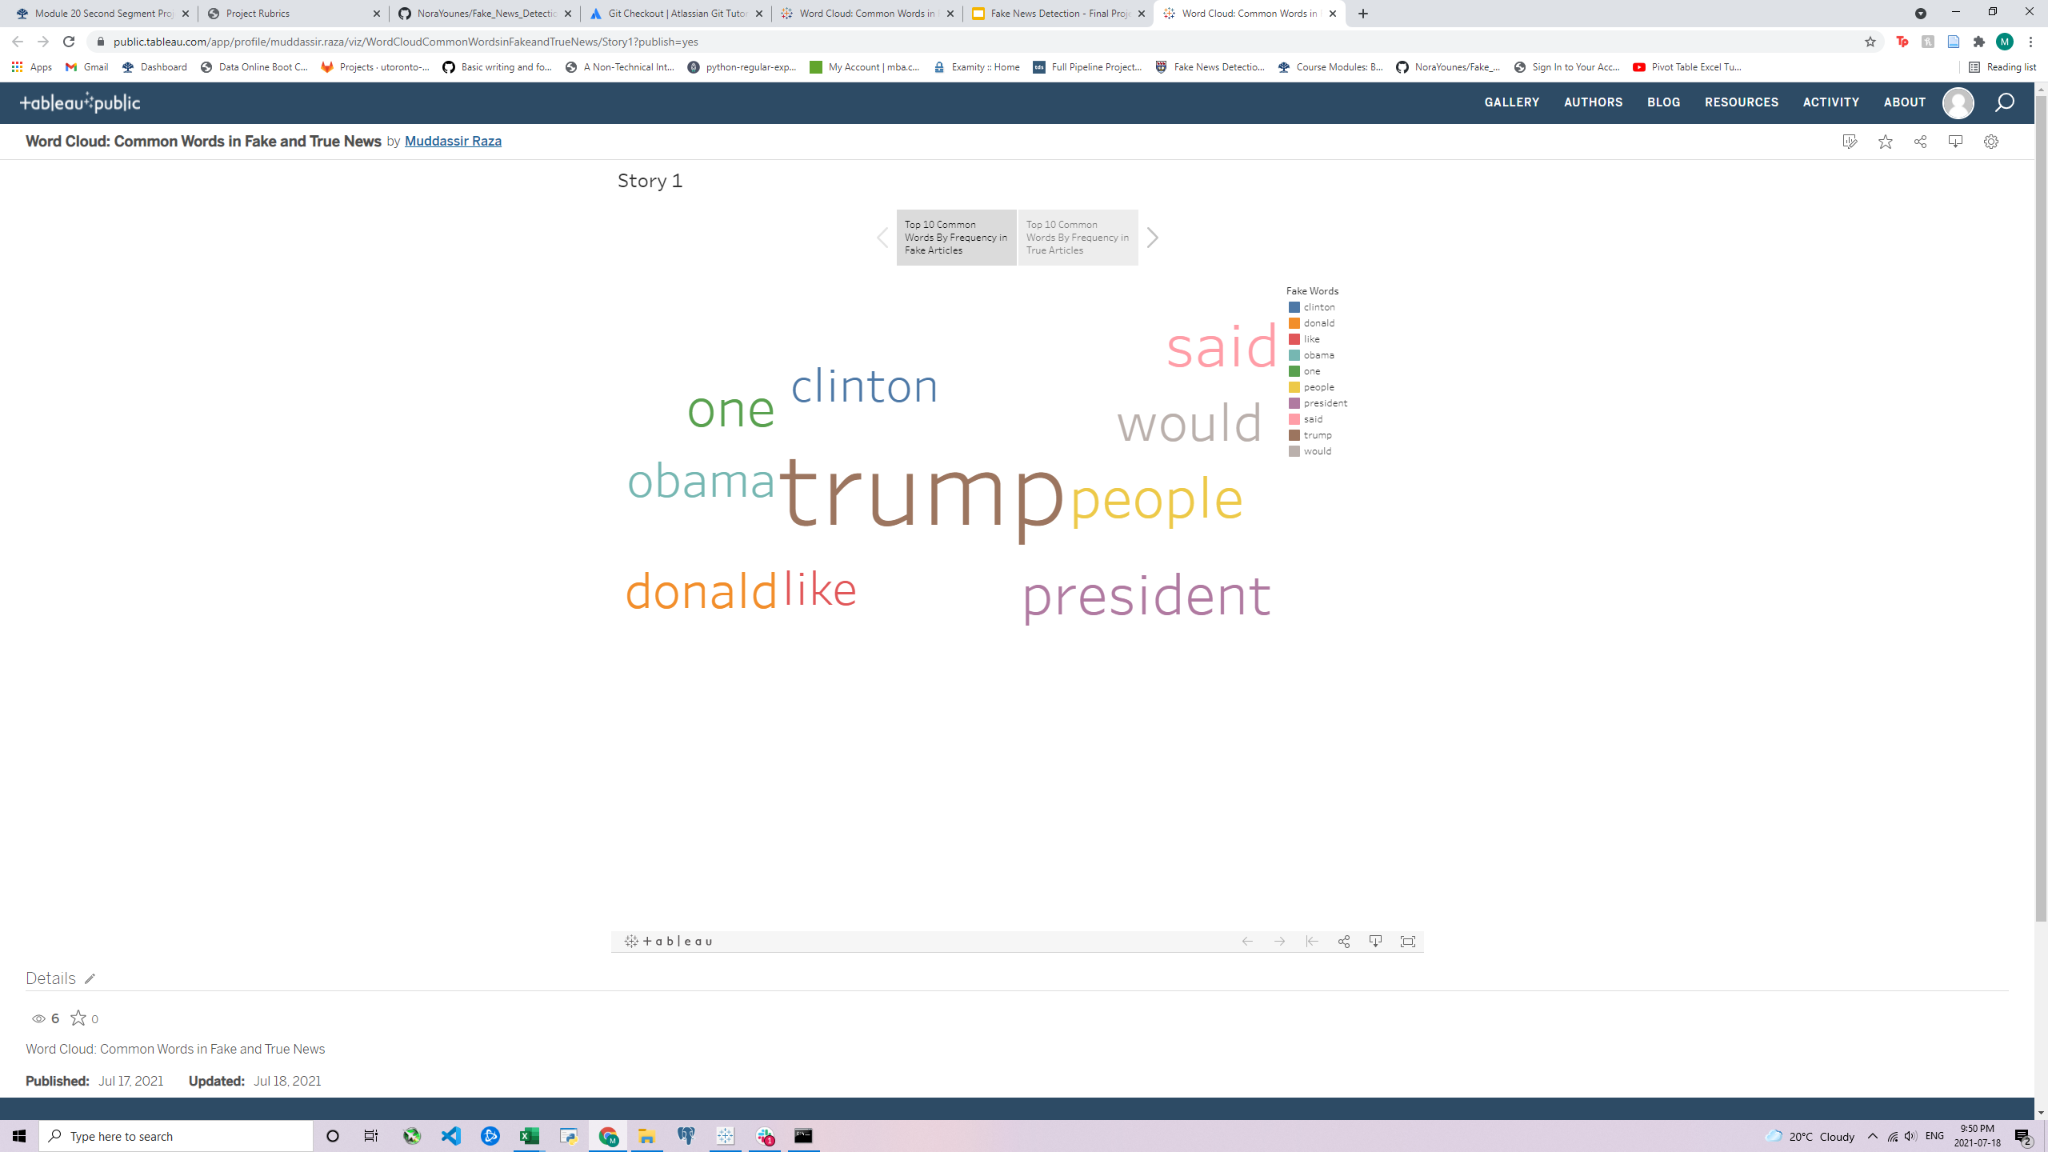 Module 20 Second Segment Proj
Project Rubrics
NoraYounes/Fake_News_Detectic
Git Checkout | Atlassian Git Tutor
Word Cloud: Common Words in
Fake News Detection - Final Proje
Word Cloud: Common Words in
public.tableau.com/app/profile/muddassir.raza/viz/WordCloudCommonWordsinFakeandTrueNews/Story1?publish=yes
Apps
Gmail
Dashboard
Data Online Boot C...
Projects · utoronto-...
Basic writing and fo...
A Non-Technical Int...
python-regular-exp...
My Account | mba.c...
Examity :: Home
Full Pipeline Project...
Fake News Detectio...
Course Modules: B...
NoraYounes/Fake_...
Sign In to Your Acc...
Pivot Table Excel Tu...
Reading list
+ableau public
GALLERY
AUTHORS
BLOG
RESOURCES
ACTIVITY
ABOUT
Word Cloud: Common Words in Fake and True News by Muddassir Raza
Story 1
Top 10 Common
Words By Frequency in
Fake Articles
Top 10 Common
Words By Frequency in
True Articles
Fake Words
clinton
donald
like
obama
one
people
president
said
trump
would
said
clinton
one
would
obama
trump
people
donald
like
president
+ableau
Details
6
0
Word Cloud: Common Words in Fake and True News
Published: Jul 17, 2021
Updated: Jul 18, 2021
Type here to search
20°C Cloudy
ENG
9:50 PM
2021-07-18
2